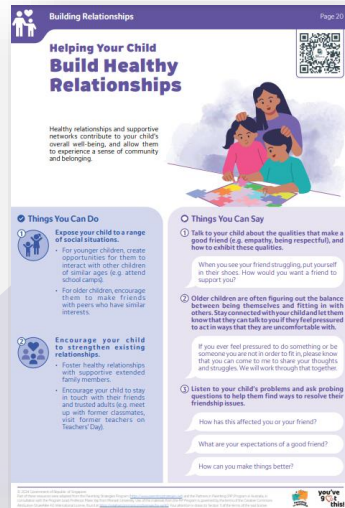 Building Relationships
Page 20
Helping Your Child
Build Healthy
Relationships
Healthy relationships and supportive
networks contribute to your child's
overall well-being, and allow them
to experience a sense of community
and belonging.
Things You Can Do
1
Expose your child to a range
of social situations.
• For younger children, create
opportunities for them to
interact with other children
of similar ages (e.g. attend
school camps).
• For older children, encourage
them to make friends
with peers who have similar
interests.
2
Encourage your child
to strengthen existing
relationships.
• Foster healthy relationships
with supportive extended
family members.
• Encourage your child to stay
in touch with their friends
and trusted adults (e.g. meet
up with former classmates,
visit former teachers on
Teachers' Day).
Things You Can Say
1 Talk to your child about the qualities that make a
good friend (e.g. empathy, being respectful), and
how to exhibit these qualities.
When you see your friend struggling, put yourself
in their shoes. How would you want a friend to
support you?
2 Older children are often figuring out the balance
between being themselves and fitting in with
others. Stay connected with your child and let them
know that they can talk to you if they feel pressured
to act in ways that they are uncomfortable with.
If you ever feel pressured to do something or be
someone you are not in order to fit in, please know
that you can come to me to share your thoughts
and struggles. We will work through that together.
3 Listen to your child's problems and ask probing
questions to help them find ways to resolve their
friendship issues.
How has this affected you or your friend?
What are your expectations of a good friend?
How can you make things better?
you've
got
this!